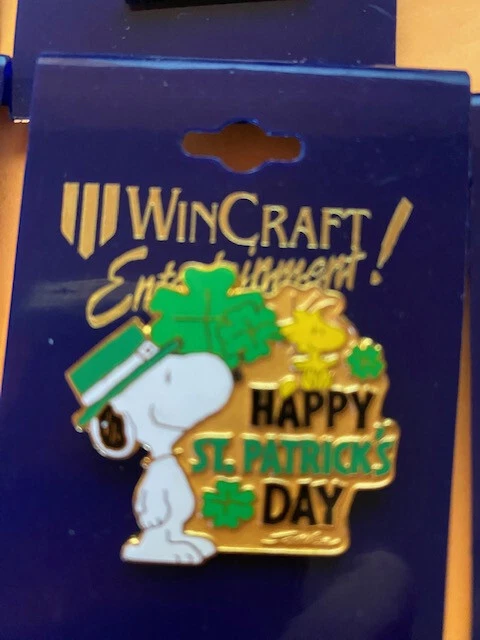 WINCRAFT
Entertainment!
HAPPY
ST. PATRICK'S
DAY